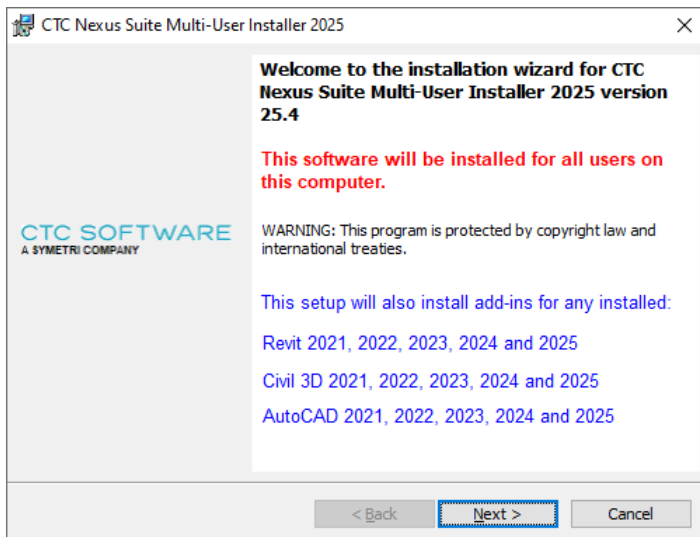 CTC Nexus Suite Multi-User Installer 2025
Welcome to the installation wizard for CTC
Nexus Suite Multi-User Installer 2025 version
25.4
This software will be installed for all users on
this computer.
CTC SOFTWARE
A SYMETRI COMPANY
WARNING: This program is protected by copyright law and
international treaties.
This setup will also install add-ins for any installed:
Revit 2021, 2022, 2023, 2024 and 2025
Civil 3D 2021, 2022, 2023, 2024 and 2025
AutoCAD 2021, 2022, 2023, 2024 and 2025
< Back
Next >
Cancel